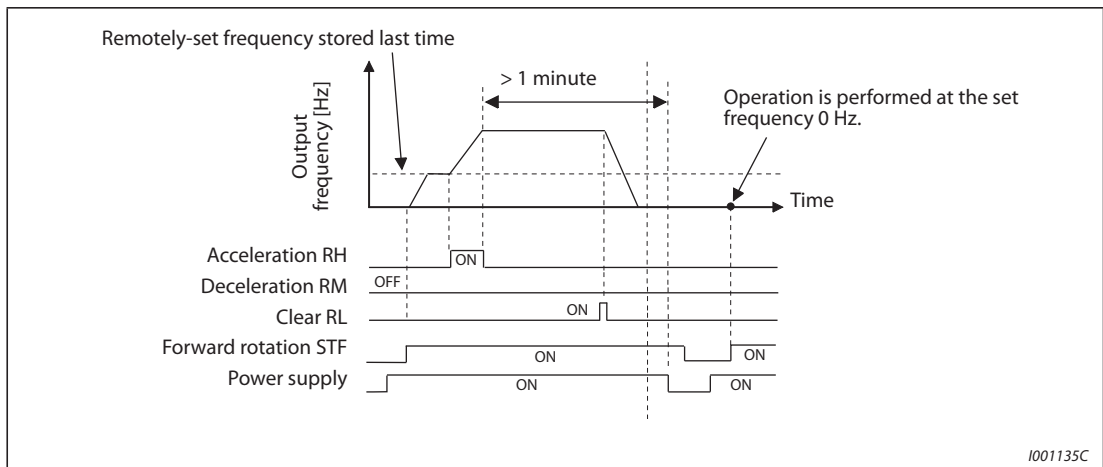 Remotely-set frequency stored last time
> 1 minute
Operation is performed at the set
frequency 0 Hz.
Output
frequency [Hz]
Time
Acceleration RH
ON
Deceleration RM
OFF
Clear RL
ON
Forward rotation STF
ON
ON
Power supply
ON
ON
I001135C